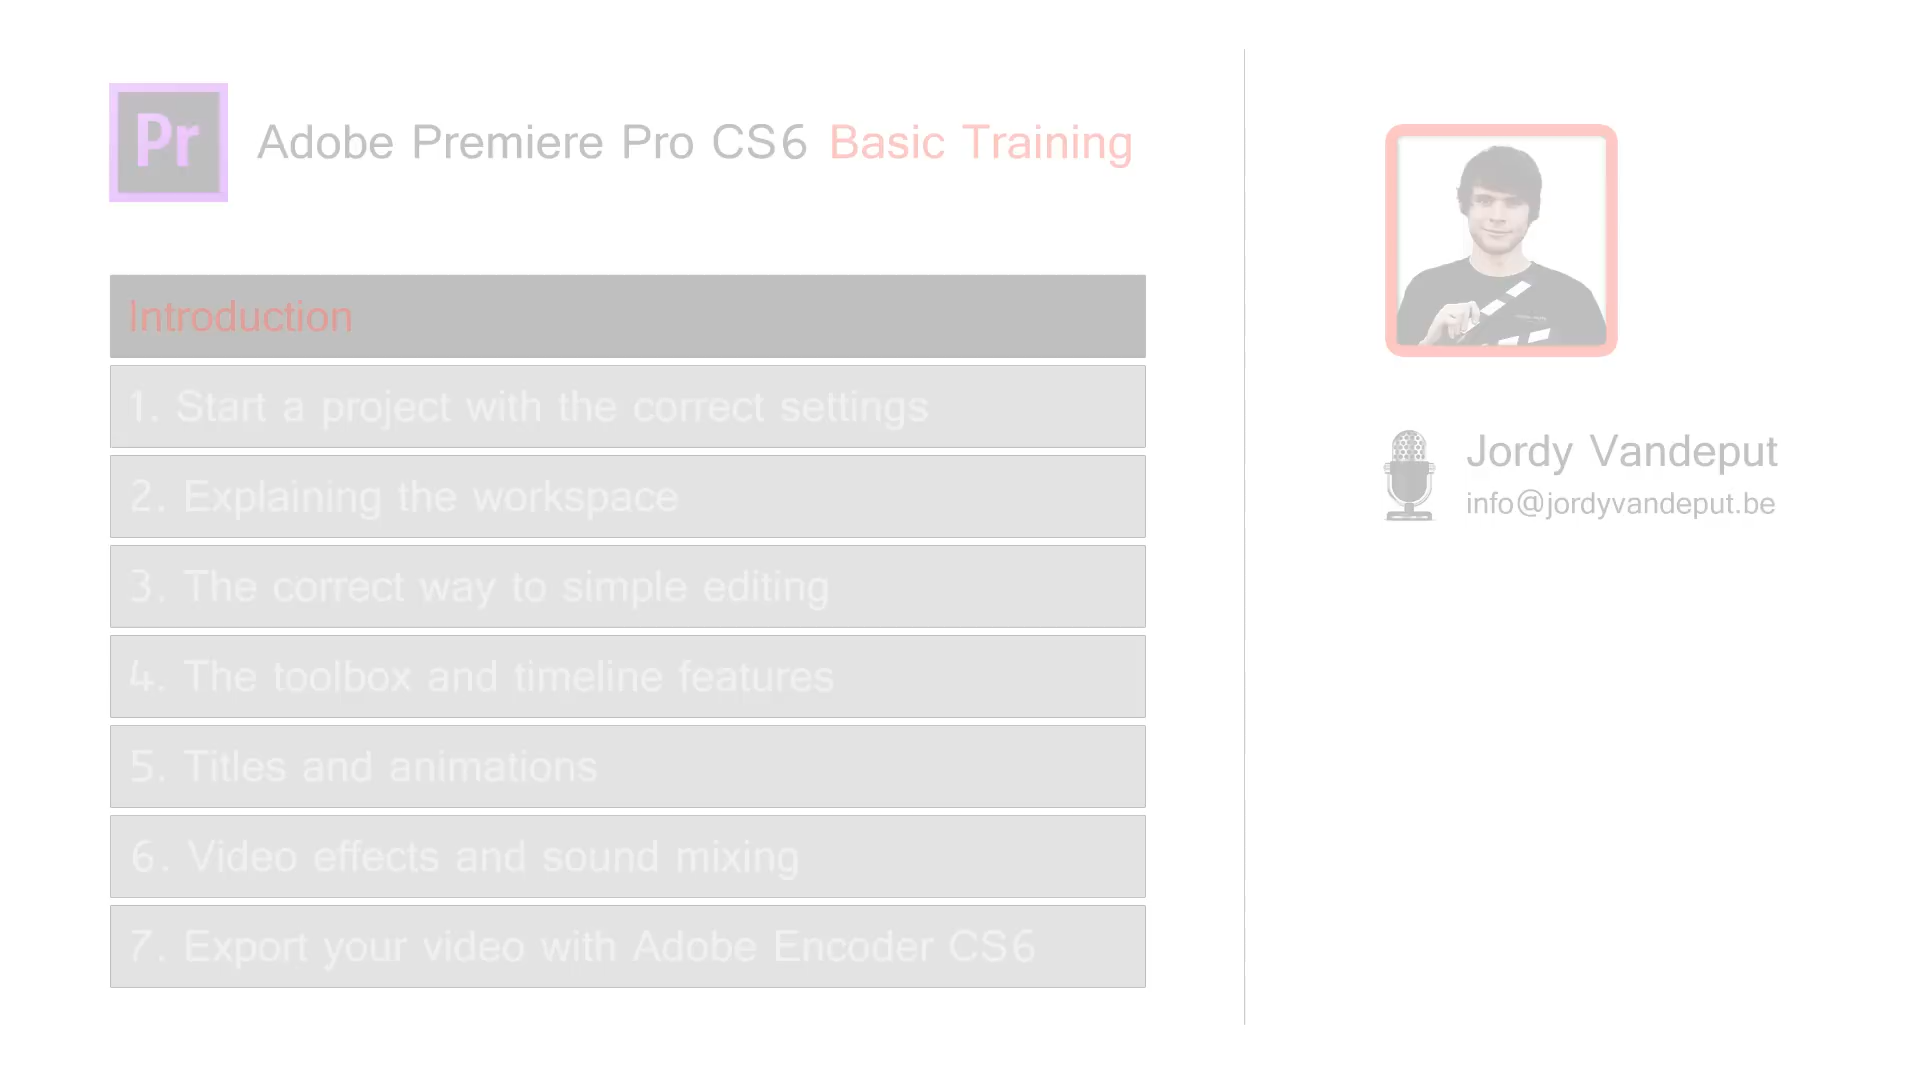 Pr
Adobe Premiere Pro CS6 Basic Training
Introduction
1. Start a project with the correct settings
2. Explaining the workspace
3. The correct way to simple editing
4. The toolbox and timeline features
5. Titles and animations
6. Video effects and sound mixing
7. Export your video with Adobe Encoder CS6
Jordy Vandeput
info@jordyvandeput.be